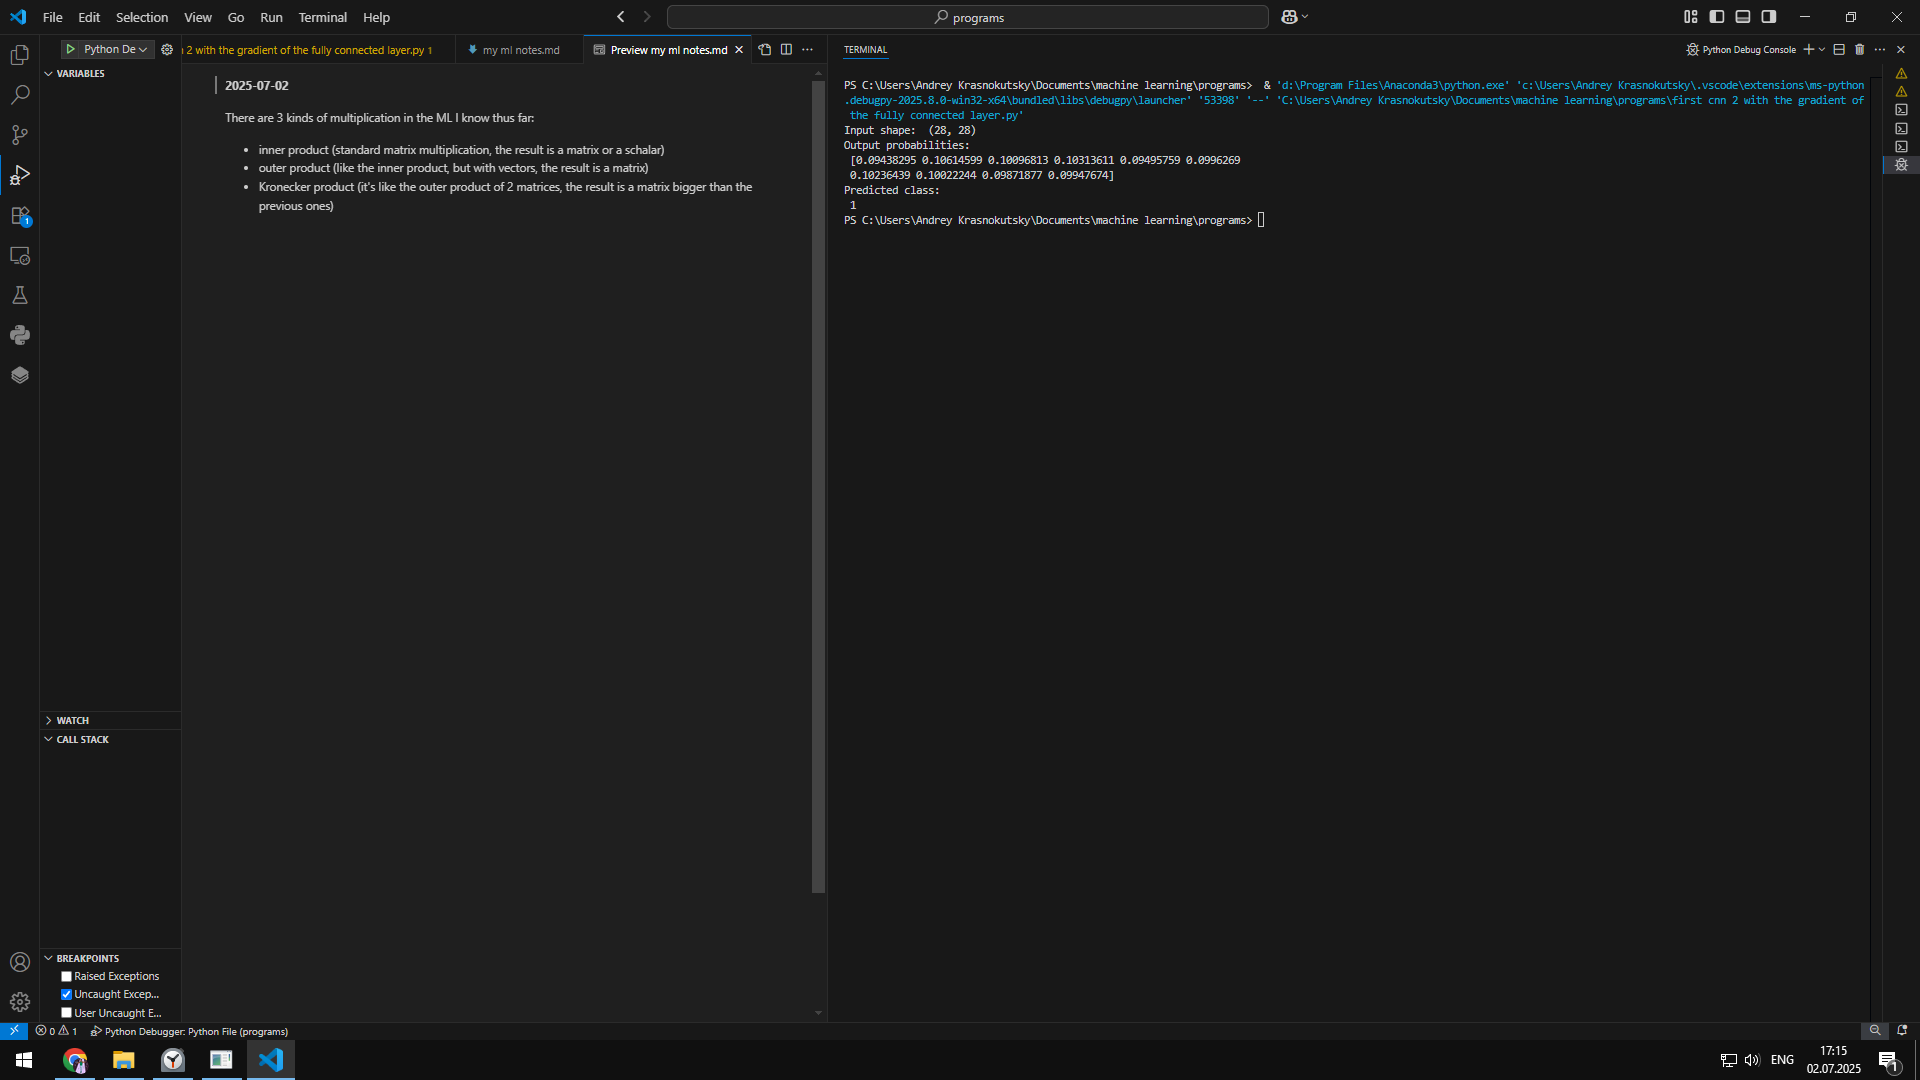 File Edit Selection View Go Run Terminal Help
programs
Python De
2 with the gradient of the fully connected layer.py 1
my ml notes.md
Preview my ml notes.md
TERMINAL
Python Debug Console
VARIABLES
2025-07-02
There are 3 kinds of multiplication in the ML I know thus far:
• inner product (standard matrix multiplication, the result is a matrix or a schalar)
• outer product (like the inner product, but with vectors, the result is a matrix)
• Kronecker product (it's like the outer product of 2 matrices, the result is a matrix bigger than the
previous ones)
PS C:\Users\Andrey Krasnokutsky\Documents\machine learning\programs>  & 'd:\Program Files\Anaconda3\python.exe' 'c:\Users\Andrey Krasnokutsky\.vscode\extensions\ms-python
.debugpy-2025.8.0-win32-x64\bundled\libs\debugpy\launcher' '53398' '--' 'C:\Users\Andrey Krasnokutsky\Documents\machine learning\programs\first cnn 2 with the gradient of
the fully connected layer.py'
Input shape:  (28, 28)
Output probabilities:
[0.09438295 0.10614599 0.10096813 0.10313611 0.09495759 0.0996269
0.10236439 0.10022244 0.09871877 0.09947674]
Predicted class:
1
PS C:\Users\Andrey Krasnokutsky\Documents\machine learning\programs>
1
WATCH
CALL STACK
BREAKPOINTS
Raised Exceptions
Uncaught Excep...
User Uncaught E...
0 1 Python Debugger: Python File (programs)
ENG
17:15
02.07.2025
1